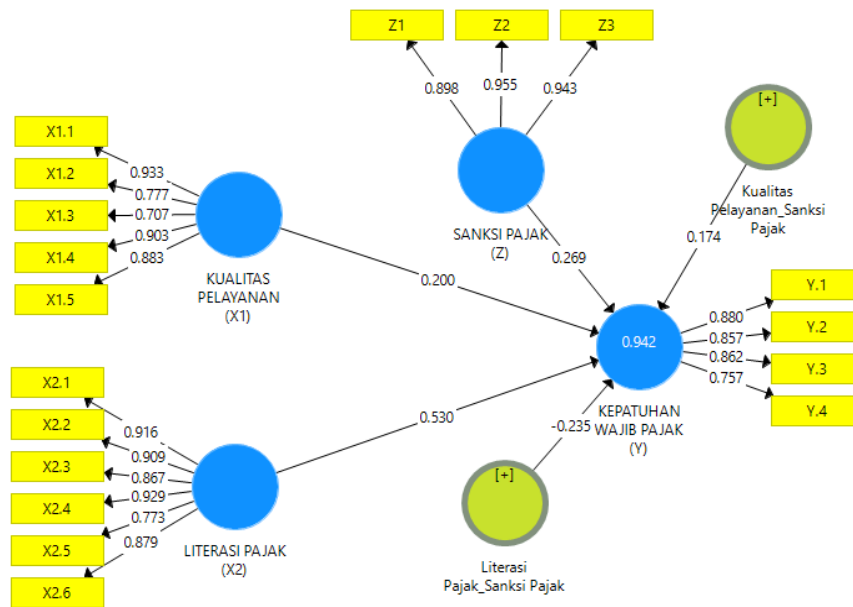 Z1
Z2
Z3
0.898
0.955
0.943
SANKSI PAJAK
(Z)
0.269
[+]
Kualitas
Pelayanan_Sanksi
Pajak
0.174
X1.1
X1.2
X1.3
X1.4
X1.5
0.933
0.777
0.707
0.903
0.883
KUALITAS
PELAYANAN
(X1)
0.200
0.942
KEPATUHAN
WAJIB PAJAK
(Y)
0.880
0.857
0.862
0.757
Y.1
Y.2
Y.3
Y.4
X2.1
X2.2
X2.3
X2.4
X2.5
X2.6
0.916
0.909
0.867
0.929
0.773
0.879
LITERASI PAJAK
(X2)
0.530
-0.235
[+]
Literasi
Pajak_Sanksi Pajak